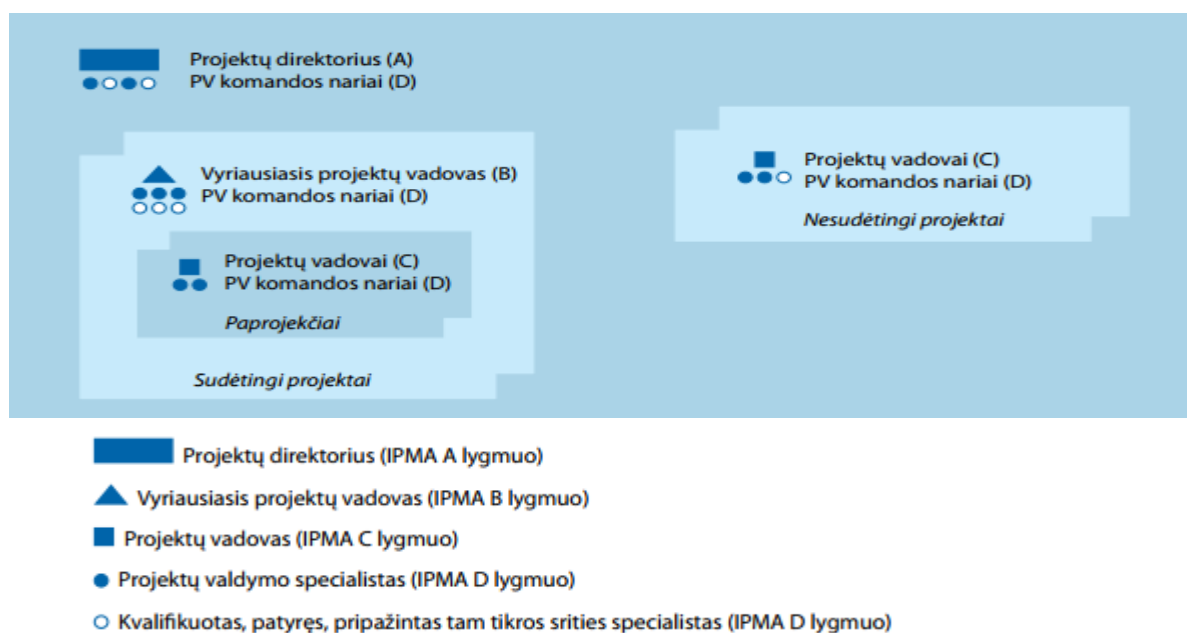 Projektų direktorius (A)
PV komandos nariai (D)
Vyriausiasis projektų vadovas (B)
PV komandos nariai (D)
Projektų vadovai (C)
PV komandos nariai (D)
Paprojekčiai
Sudėtingi projektai
Projektų vadovai (C)
PV komandos nariai (D)
Nesudėtingi projektai
Projektų direktorius (IPMA A lygmuo)
Vyriausiasis projektų vadovas (IPMA B lygmuo)
Projektų vadovas (IPMA C lygmuo)
Projektų valdymo specialistas (IPMA D lygmuo)
Kvalifikuotas, patyręs, pripažintas tam tikros srities specialistas (IPMA D lygmuo)